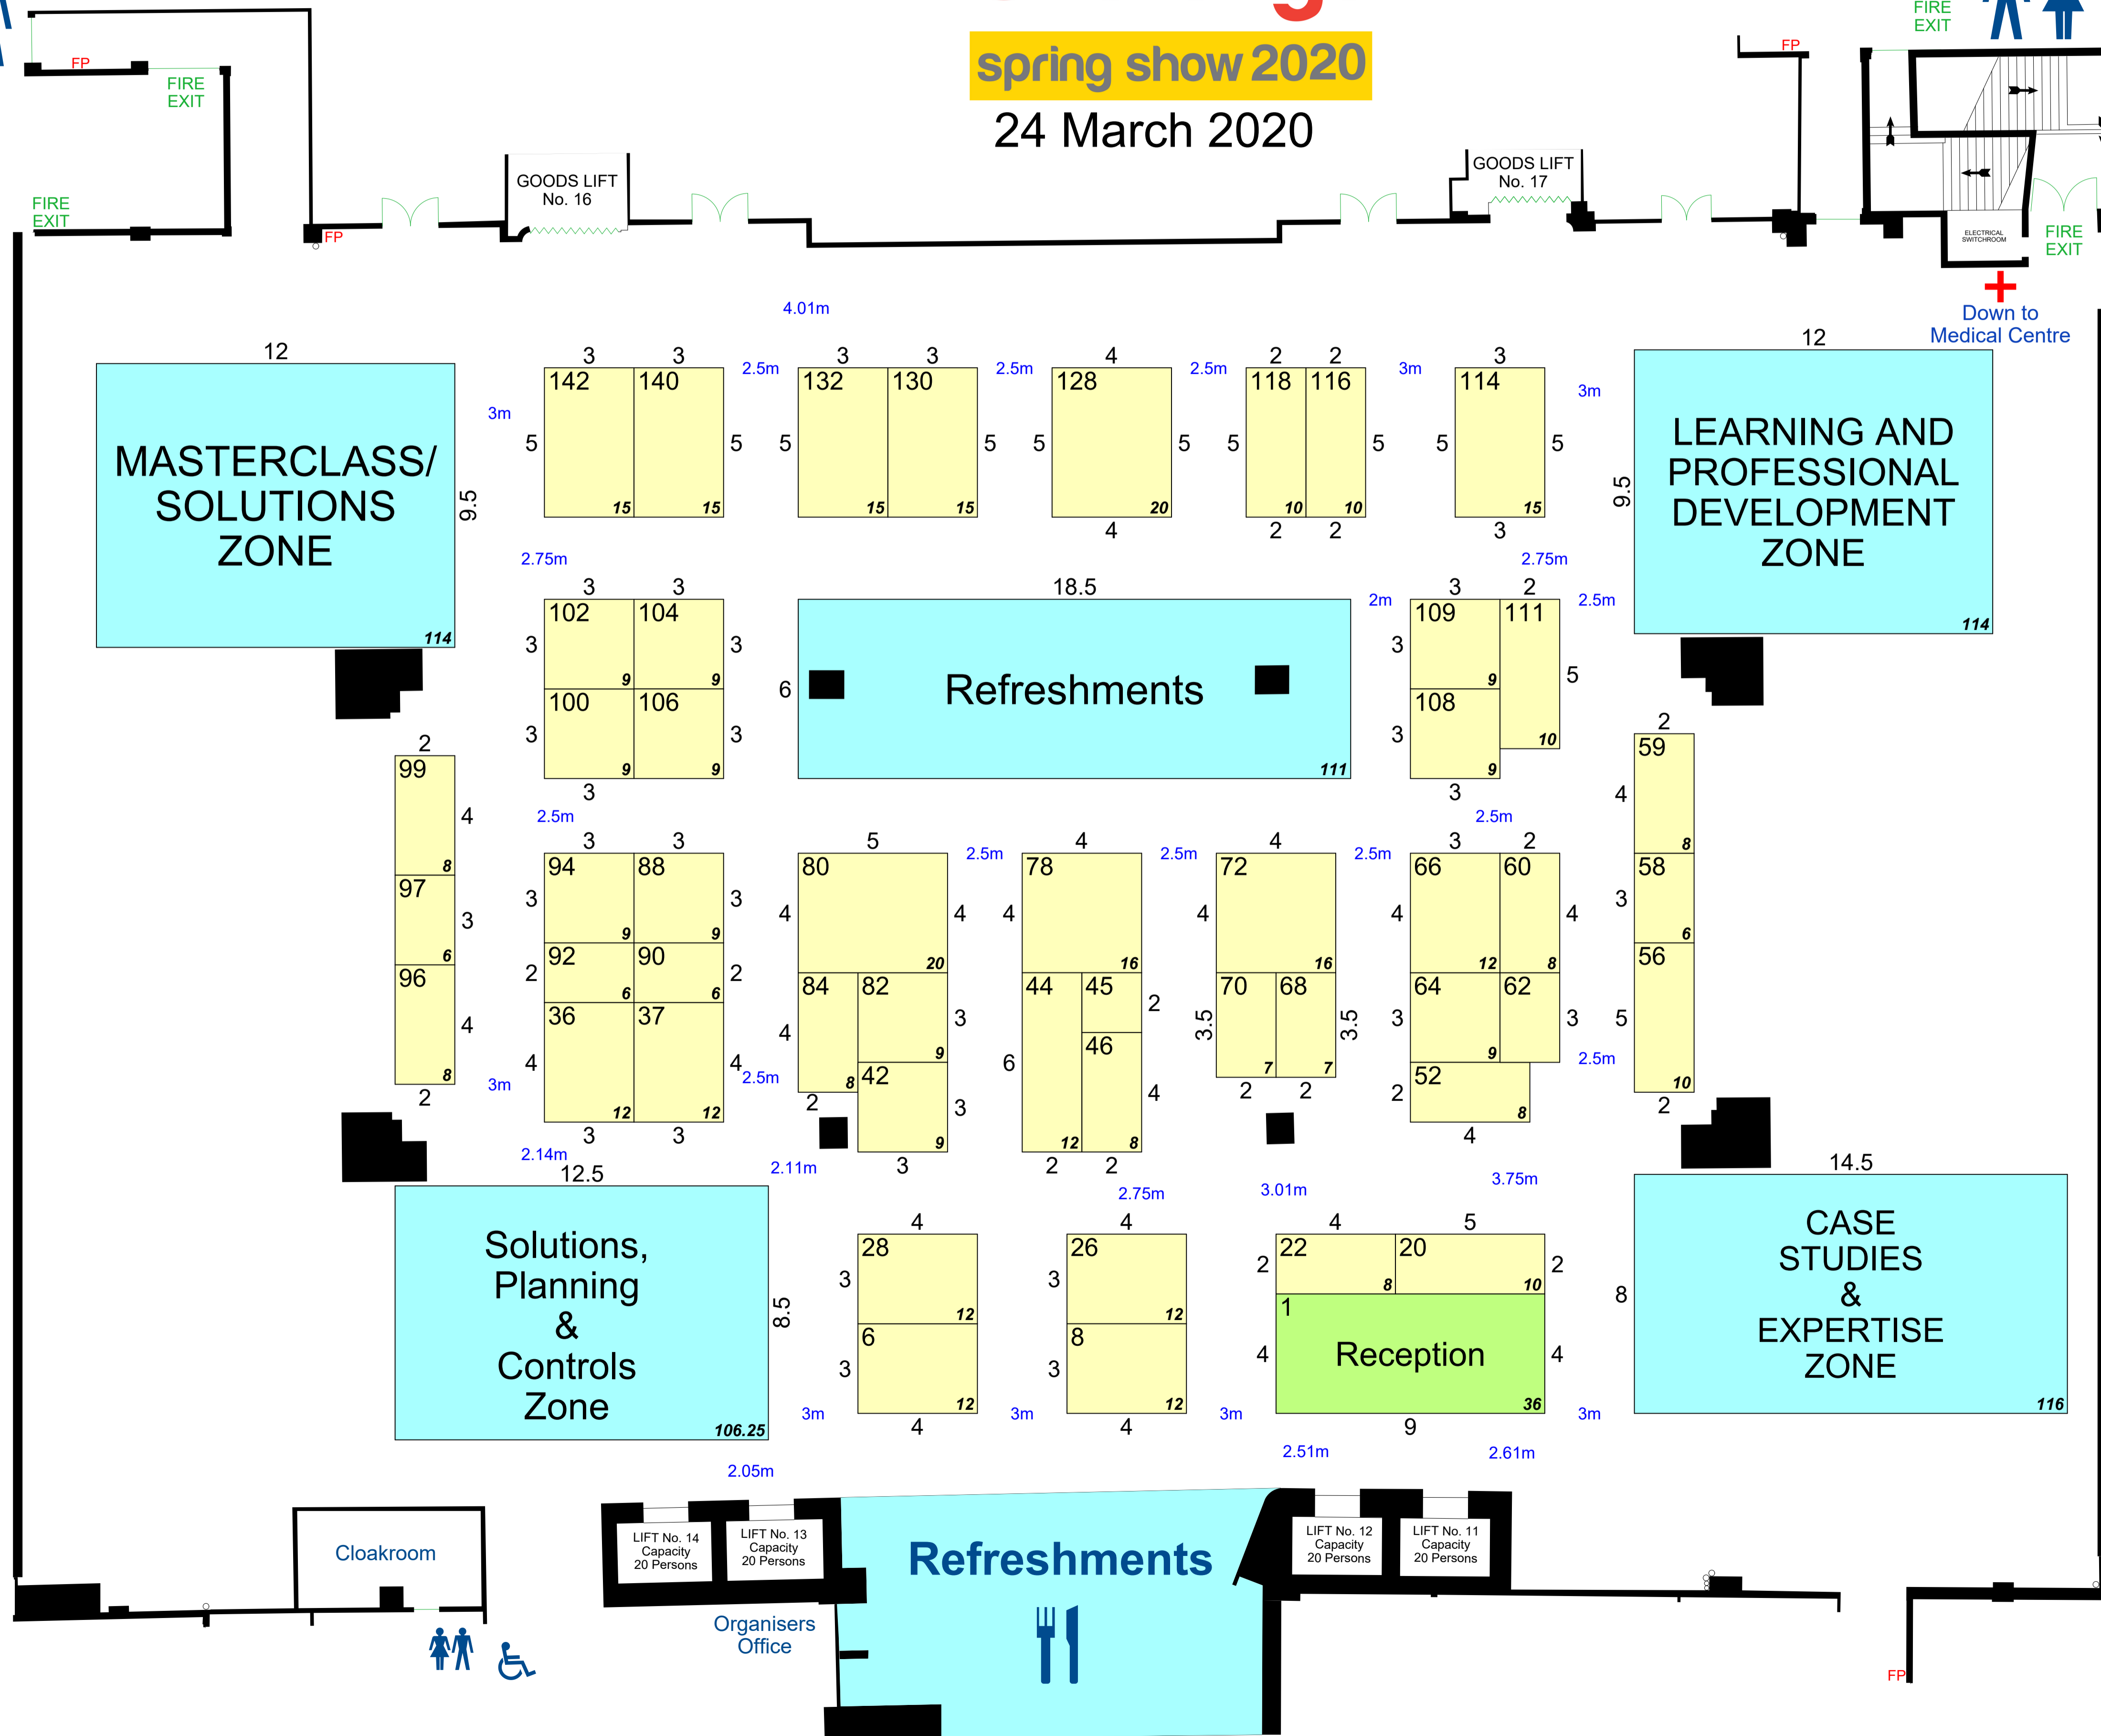 FIRE
EXIT
spring show 2020
24 March 2020
FP
FIRE
EXIT
FP
GOODS LIFT
No. 16
GOODS LIFT
No. 17
FIRE
EXIT
FP
ELECTRICAL
SWITCHROOM
FIRE
EXIT
Down to
Medical Centre
4.01m
12
3 3 2.5m 3 3 2.5m 4 2.5m 2 2 3m 3 3m
12
MASTERCLASS/
SOLUTIONS
ZONE
9.5
114
3m
142 140 132 130 128 118 116 114
5 5 5 5 5 5 5 5 5 5
15 15 15 15 20 10 10 15
4 2 2 3
LEARNING AND
PROFESSIONAL
DEVELOPMENT
ZONE
9.5
114
2.75m
2.75m
3 3 18.5 2m 3 2 2.5m
102 104 109 111
3 3 3 5
9 9 9 10
6
Refreshments
111
100 106 108
3 3 3
9 9 9
3 3
2.5m 2.5m
2
99
4
8
97
3
6
96
4
8
2
3m
2
59
4
8
58
3
6
56
5
10
2
3 3 5 2.5m 4 2.5m 4 2.5m 3 2
94 88 80 78 72 66 60
3 3 4 4 4 4 4 4
9 9 20 16 16 12 8
92 90
2 2
6 6
36 37
4 4
12 12
3 3
2.5m
84 82
4 3
8 9
2
42
3
9
3
44 45
6 2
12
46
4
8
2 2
70 68
3.5 3.5
7 7
2 2
64 62
3 3
9
2.5m
52
2
8
4
2.14m
2.11m
2.75m
3.01m
3.75m
12.5
Solutions,
Planning
&
Controls
Zone
8.5
106.25
4 4 4 5
28 26 22 20
3 3 2 2
12 12 8 10
6 8 1
3 3 4 4
Reception
12 12 36
3m 4 3m 4 3m 9 3m
14.5
CASE
STUDIES
&
EXPERTISE
ZONE
8
116
2.51m
2.61m
2.05m
Cloakroom
LIFT No. 14
Capacity
20 Persons
LIFT No. 13
Capacity
20 Persons
Refreshments
LIFT No. 12
Capacity
20 Persons
LIFT No. 11
Capacity
20 Persons
Organisers
Office
FP